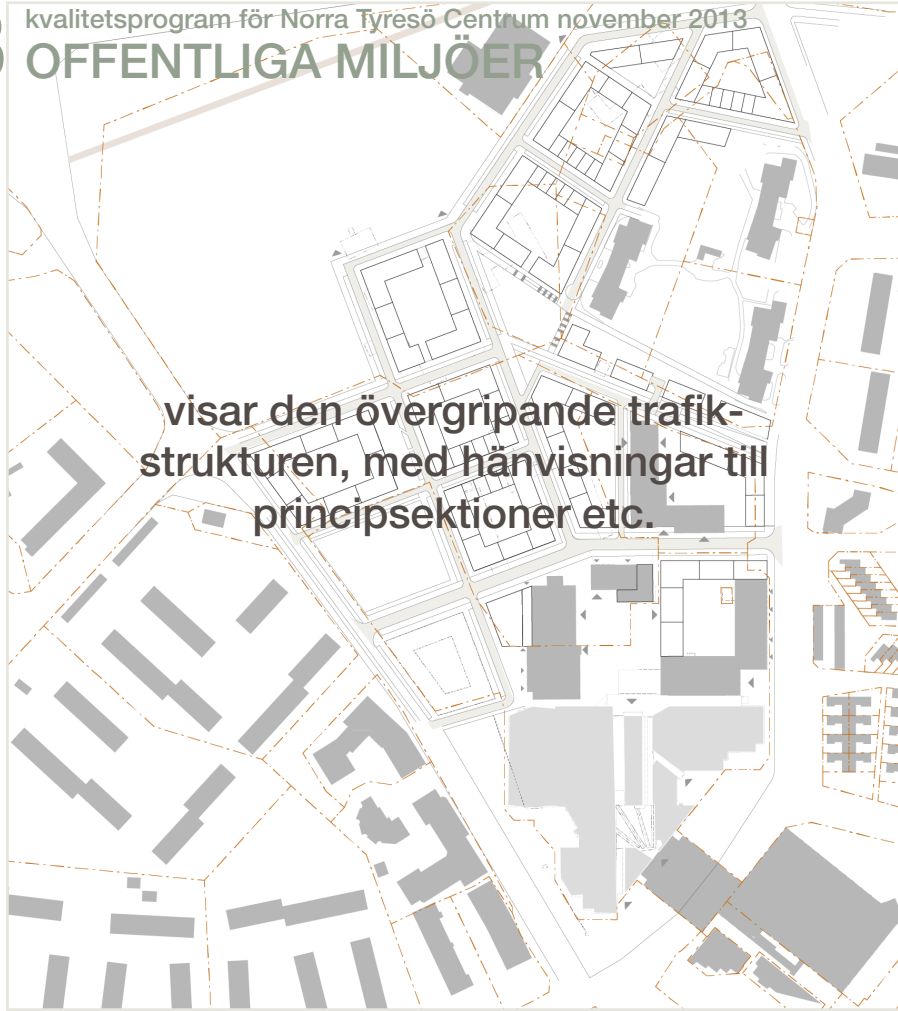 kvalitetsprogram för Norra Tyresö Centrum november 2013
OFFENTLIGA MILJÖER
visar den övergripande trafik-
strukturen, med hänvisningar till
principsektioner etc.